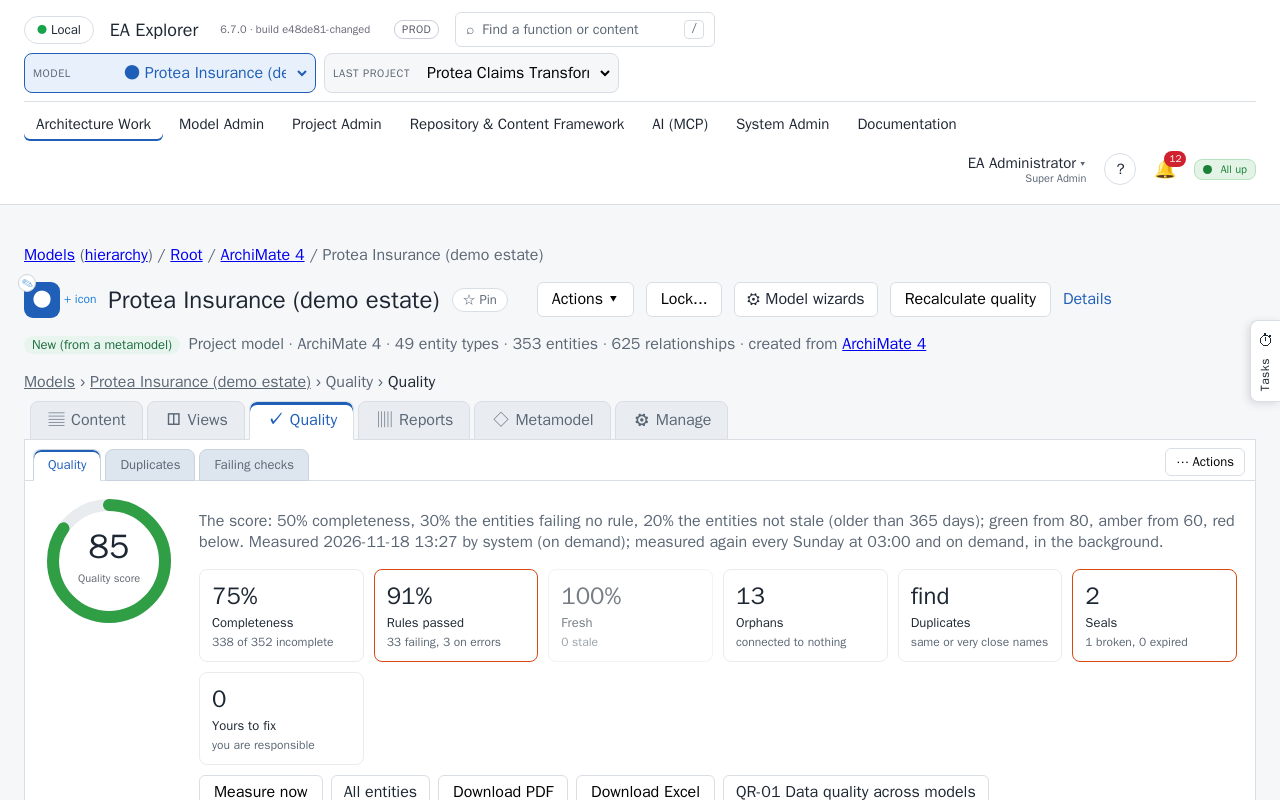 Local
EA Explorer
6.7.0 · build e48de81-changed
PROD
Find a function or content
/
MODEL
Protea Insurance (de
LAST PROJECT
Protea Claims Transfor
Architecture Work
Model Admin
Project Admin
Repository & Content Framework
AI (MCP)
System Admin
Documentation
EA Administrator
Super Admin
?
12
All up
Models (hierarchy) / Root / ArchiMate 4 / Protea Insurance (demo estate)
+ icon
Protea Insurance (demo estate)
☆ Pin
Actions ▾
Lock...
⚙ Model wizards
Recalculate quality
Details
New (from a metamodel)
Project model · ArchiMate 4 · 49 entity types · 353 entities · 625 relationships · created from ArchiMate 4
Tasks
Models › Protea Insurance (demo estate) › Quality › Quality
Content
Views
✓ Quality
Reports
Metamodel
Manage
Quality
Duplicates
Failing checks
··· Actions
85
Quality score
The score: 50% completeness, 30% the entities failing no rule, 20% the entities not stale (older than 365 days); green from 80, amber from 60, red
below. Measured 2026-11-18 13:27 by system (on demand); measured again every Sunday at 03:00 and on demand, in the background.
75%
Completeness
338 of 352 incomplete
91%
Rules passed
33 failing, 3 on errors
100%
Fresh
0 stale
13
Orphans
connected to nothing
find
Duplicates
same or very close names
2
Seals
1 broken, 0 expired
0
Yours to fix
you are responsible
Measure now
All entities
Download PDF
Download Excel
QR-01 Data quality across models